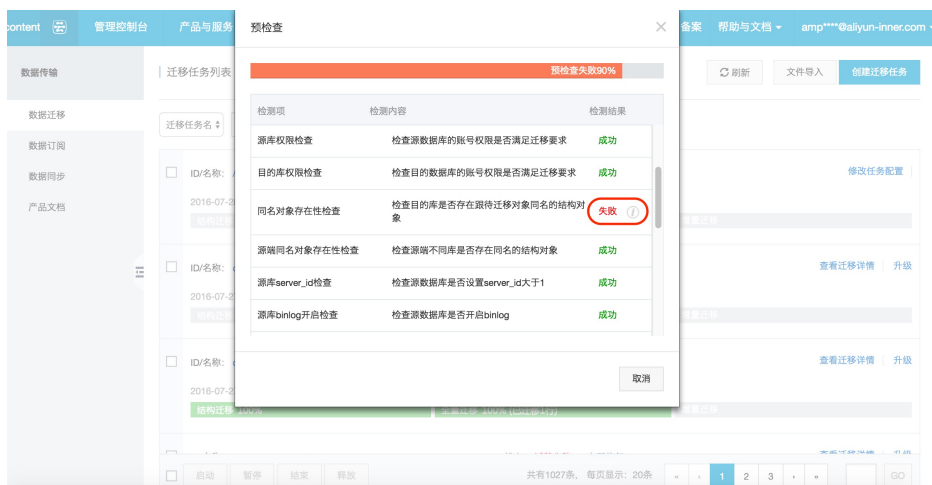 content 管理控制台 产品与服务 备案 帮助与文档 amp****@aliyun-inner.com
预检查
数据传输 迁移任务列表 刷新 文件导入 创建迁移任务
预检查失败90%
数据迁移
数据订阅
数据同步
产品文档
迁移任务名
检测项 检测内容 检测结果
源库权限检查 检查源数据库的账号权限是否满足迁移要求 成功
目的库权限检查 检查目的数据库的账号权限是否满足迁移要求 成功
同名对象存在性检查 检查目的库是否存在跟待迁移对象同名的结构对
象 失败
源端同名对象存在性检查 检查源端不同库是否存在同名的结构对象 成功
源库server_id检查 检查源数据库是否设置server_id大于1 成功
源库binlog开启检查 检查源数据库是否开启binlog 成功
取消
ID/名称: 修改任务配置
2016-07-2
结构迁移
ID/名称: 查看迁移详情 升级
2016-07-2
结构迁移
ID/名称: 查看迁移详情 升级
2016-07-2
结构迁移 100% 全量迁移 100% (已迁移1行)
启动 暂停 结束 释放 共有1027条, 每页显示: 20条 « ‹ 1 2 3 › » GO